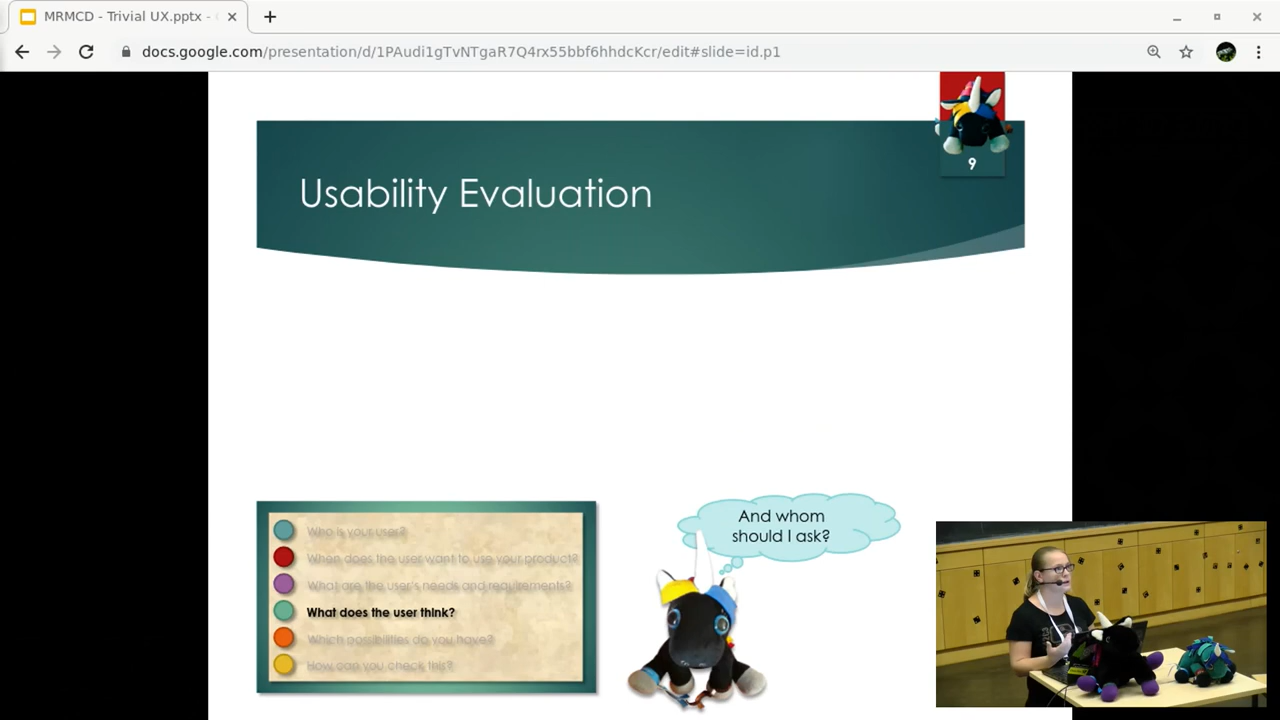 MRMCD - Trivial UX.pptx -
docs.google.com/presentation/d/1PAudi1gTvNTgaR7Q4rx55bbf6hhdcKcr/edit#slide=id.p1
9
Usability Evaluation
And whom
should I ask?
Who is your user?
When does the user want to use your product?
What are the user's needs and requirements?
What does the user think?
Which possibilities do you have?
How can you check this?